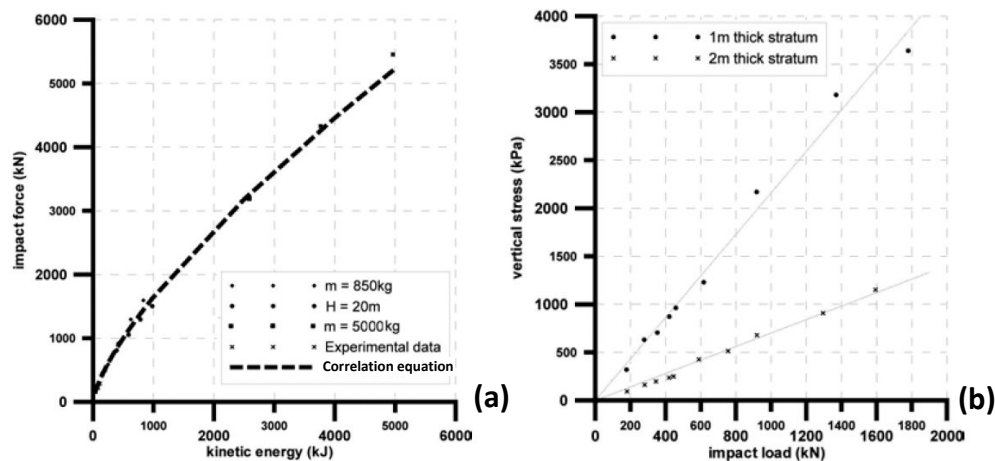 6000
5000
4000
3000
2000
1000
0
impact force (kN)
m = 850kg
H = 20m
m = 5000kg
Experimental data
Correlation equation
0 1000 2000 3000 4000 5000 6000
kinetic energy (kJ)
(a)
4000
3500
3000
2500
2000
1500
1000
500
0
vertical stress (kPa)
1m thick stratum
2m thick stratum
0 200 400 600 800 1000 1200 1400 1600 1800 2000
impact load (kN)
(b)